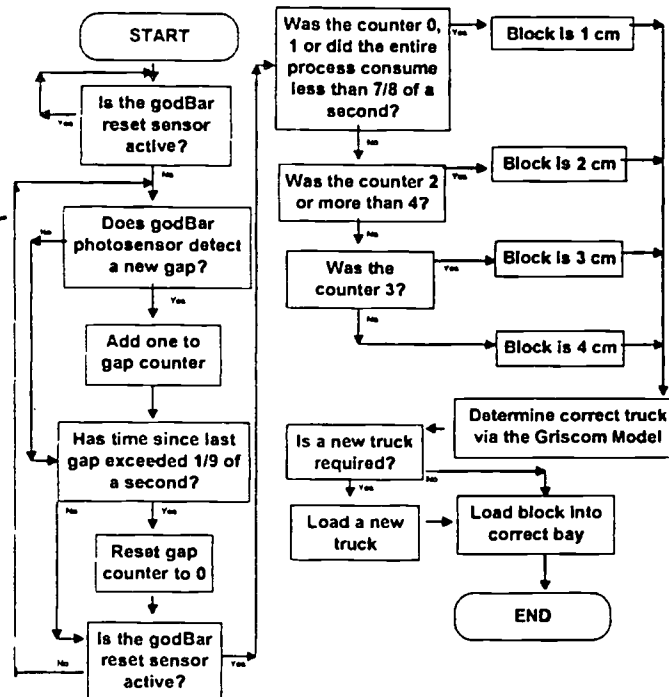 START
Is the godBar
reset sensor
active?
Yes
No
Does godBar
photosensor detect
a new gap?
No
Yes
Add one to
gap counter
Has time since last
gap exceeded 1/9 of
a second?
No
Yes
Reset gap
counter to 0
Is the godBar
reset sensor
active?
No
Yes
Was the counter 0,
1 or did the entire
process consume
less than 7/8 of a
second?
Yes
No
Block is 1 cm
Was the counter 2
or more than 4?
Yes
No
Block is 2 cm
Was the
counter 3?
Yes
No
Block is 3 cm
Block is 4 cm
Determine correct truck
via the Griscom Model
Is a new truck
required?
No
Yes
Load a new
truck
Load block into
correct bay
END